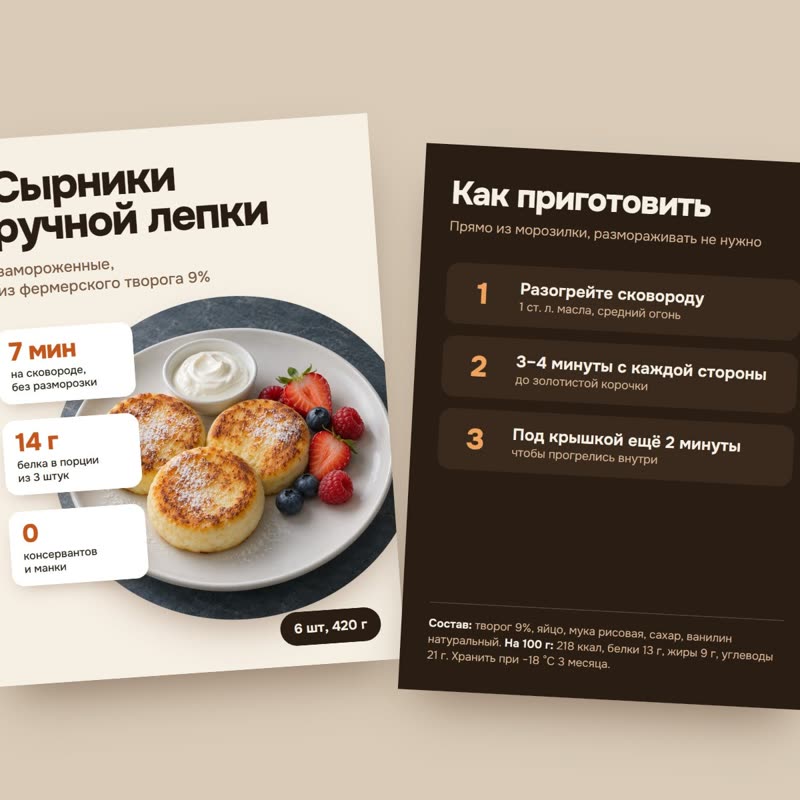 Сырники
ручной лепки
замороженные,
из фермерского творога 9%
7 мин
на сковороде,
без разморозки
14 г
белка в порции
из 3 штук
0
консервантов
и манки
6 шт, 420 г
Как приготовить
Прямо из морозилки, размораживать не нужно
1
Разогрейте сковороду
1 ст. л. масла, средний огонь
2
3–4 минуты с каждой стороны
до золотистой корочки
3
Под крышкой ещё 2 минуты
чтобы прогрелись внутри
Состав: творог 9%, яйцо, мука рисовая, сахар, ванилин
натуральный. На 100 г: 218 ккал, белки 13 г, жиры 9 г, углеводы
21 г. Хранить при −18 °C 3 месяца.